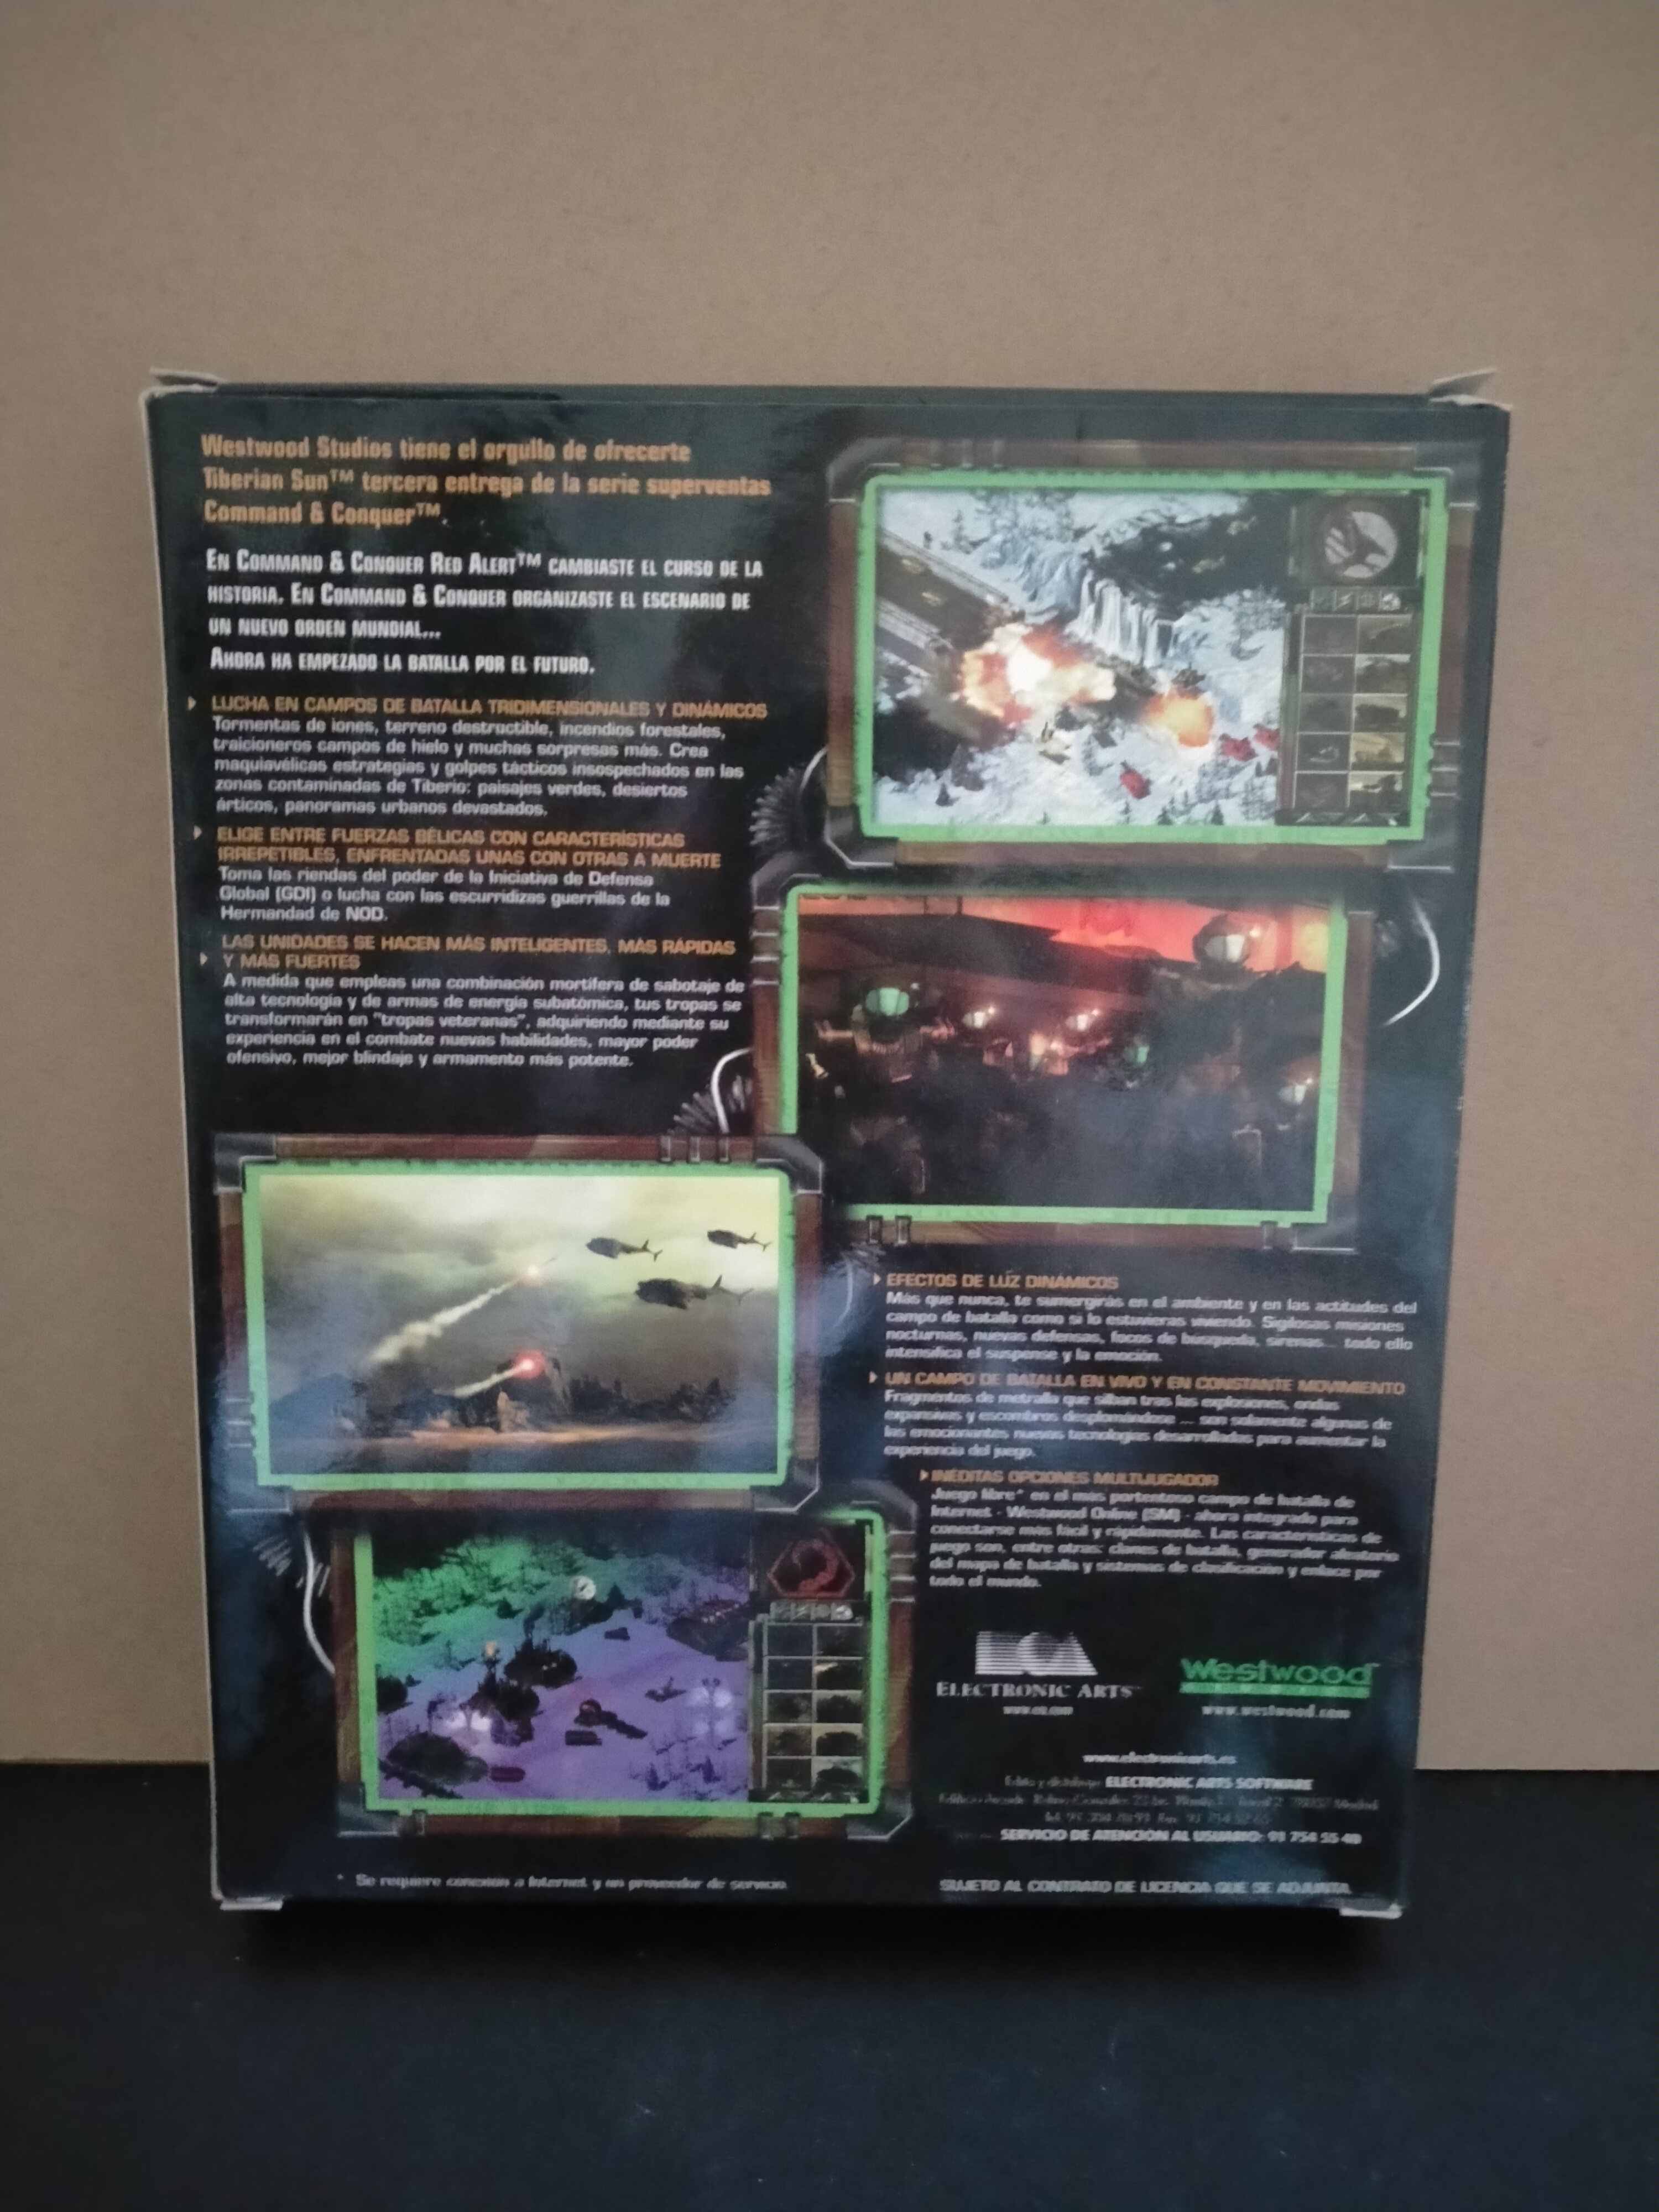 Westwood Studios tiene el orgullo de ofrecerte
Tiberian Sun™ tercera entrega de la serie superventas
Command & Conquer™.
En Command & Conquer Red Alert™ cambiaste el curso de la
historia. En Command & Conquer organizaste el escenario de
un nuevo orden mundial...
Ahora ha empezado la batalla por el futuro.
LUCHA EN CAMPOS DE BATALLA TRIDIMENSIONALES Y DINÁMICOS
Tormentas de iones, terreno destructible, incendios forestales,
traicioneros campos de hielo y muchas sorpresas más. Crea
maquiavélicas estrategias y golpes tácticos insospechados en las
zonas contaminadas de Tiberio: paisajes verdes, desiertos
árticos, panoramas urbanos devastados.
ELIGE ENTRE FUERZAS BÉLICAS CON CARACTERÍSTICAS
IRREPETIBLES, ENFRENTADAS UNAS CON OTRAS A MUERTE
Toma las riendas del poder de la Iniciativa de Defensa
Global (GDI) o lucha con las escurridizas guerrillas de la
Hermandad de NOD.
LAS UNIDADES SE HACEN MÁS INTELIGENTES, MÁS RÁPIDAS
Y MÁS FUERTES
A medida que empleas una combinación mortífera de sabotaje de
alta tecnología y de armas de energía subatómica, tus tropas se
transformarán en "tropas veteranas", adquiriendo mediante su
experiencia en el combate nuevas habilidades, mayor poder
ofensivo, mejor blindaje y armamento más potente.
EFECTOS DE LUZ DINÁMICOS
Más que nunca, te sumergirás en el ambiente y en las actitudes del
campo de batalla como si lo estuvieras viviendo. Sigilosas misiones
nocturnas, nuevas defensas, focos de búsqueda, sirenas... todo ello
intensifica el suspense y la emoción.
UN CAMPO DE BATALLA EN VIVO Y EN CONSTANTE MOVIMIENTO
Fragmentos de metralla que silban tras las explosiones, ondas
expansivas y escombros desplomándose ... son solamente algunas de
las emocionantes nuevas tecnologías desarrolladas para aumentar la
experiencia del juego.
INÉDITAS OPCIONES MULTIJUGADOR
Juego libre* en el más portentoso campo de batalla de
Internet - Westwood Online (SM) - ahora integrado para
conectarse más fácil y rápidamente. Las características de
juego son, entre otras: clanes de batalla, generador aleatorio
del mapa de batalla y sistemas de clasificación y enlace por
todo el mundo.
EA
ELECTRONIC ARTS™
www.ea.com
Westwood
www.westwood.com
www.electronicarts.es
Edita y distribuye ELECTRONIC ARTS SOFTWARE
Madrid
SERVICIO DE ATENCION AL USUARIO: 91 754 55 40
* Se requiere conexión a Internet y un proveedor de servicio.
SUJETO AL CONTRATO DE LICENCIA QUE SE ADJUNTA.